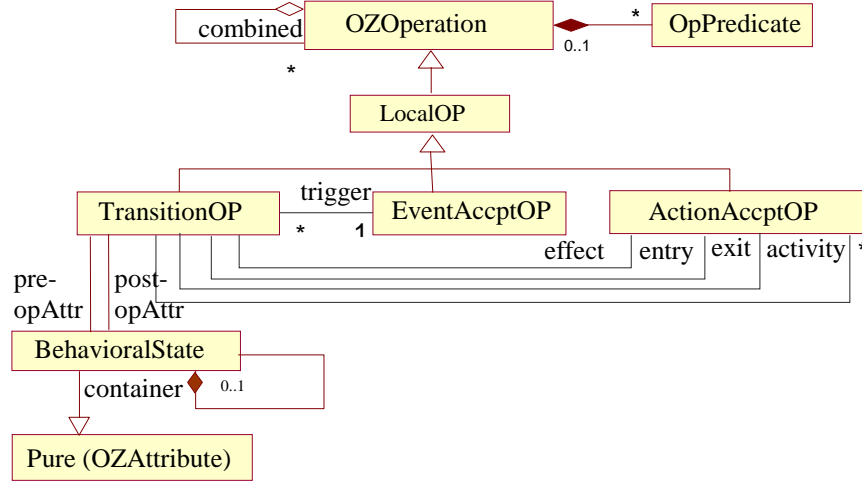 OZOperation
OpPredicate
combined
*
0..1
*
LocalOP
TransitionOP
trigger
*
1
EventAccptOP
ActionAccptOP
effect
entry
exit
activity
*
pre-
opAttr
post-
opAttr
BehavioralState
container
0..1
Pure (OZAttribute)